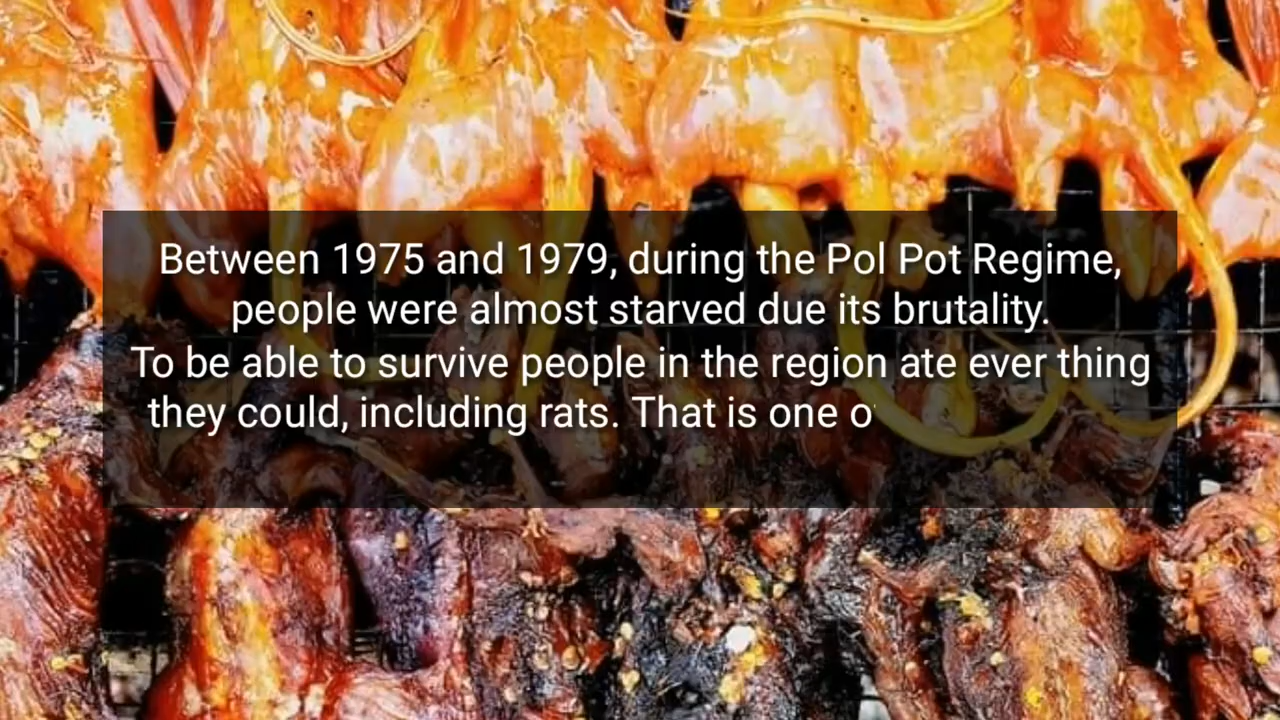 Between 1975 and 1979, during the Pol Pot Regime,
people were almost starved due its brutality.
To be able to survive people in the region ate ever thing
they could, including rats. That is one o